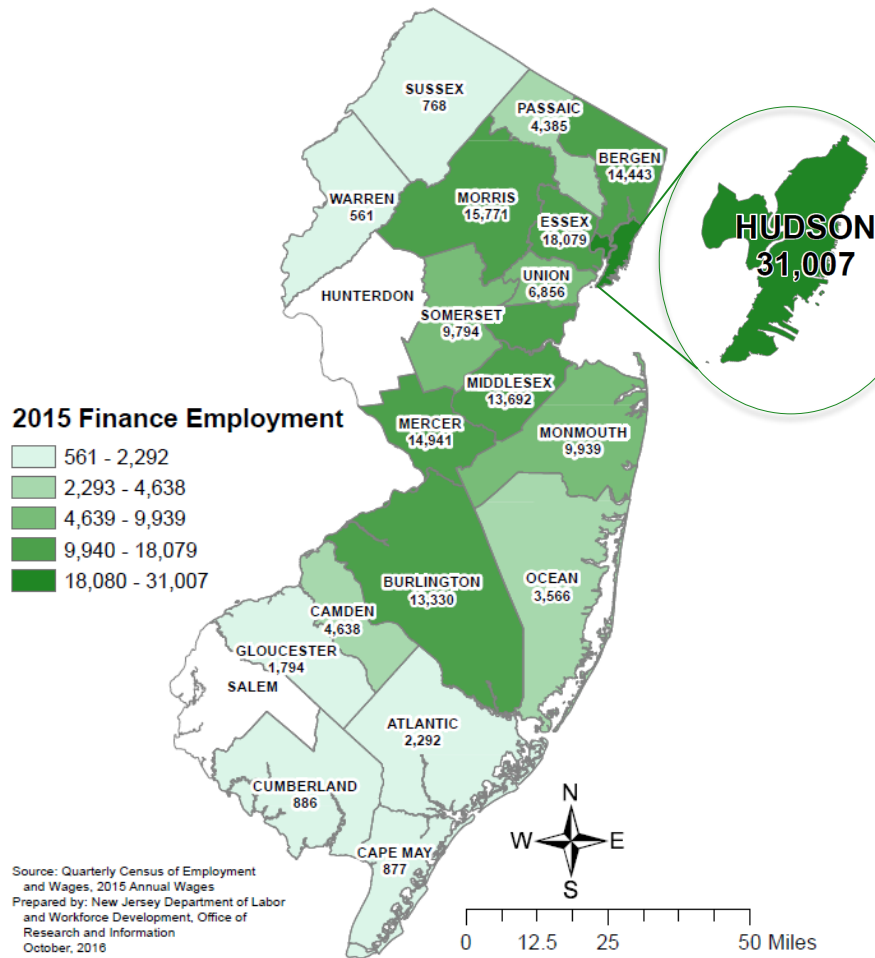 SUSSEX
768
PASSAIC
4,385
BERGEN
14,443
WARREN
561
MORRIS
15,771
ESSEX
18,079
HUDSON
31,007
UNION
6,856
HUNTERDON
SOMERSET
9,794
MIDDLESEX
13,692
MERCER
14,941
MONMOUTH
9,939
2015 Finance Employment
561 - 2,292
2,293 - 4,638
4,639 - 9,939
9,940 - 18,079
18,080 - 31,007
BURLINGTON
13,330
OCEAN
3,566
CAMDEN
4,638
GLOUCESTER
1,794
SALEM
ATLANTIC
2,292
CUMBERLAND
886
CAPE MAY
877
N
W E
S
Source: Quarterly Census of Employment
and Wages, 2015 Annual Wages
Prepared by: New Jersey Department of Labor
and Workforce Development, Office of
Research and Information
October, 2016
0 12.5 25 50 Miles